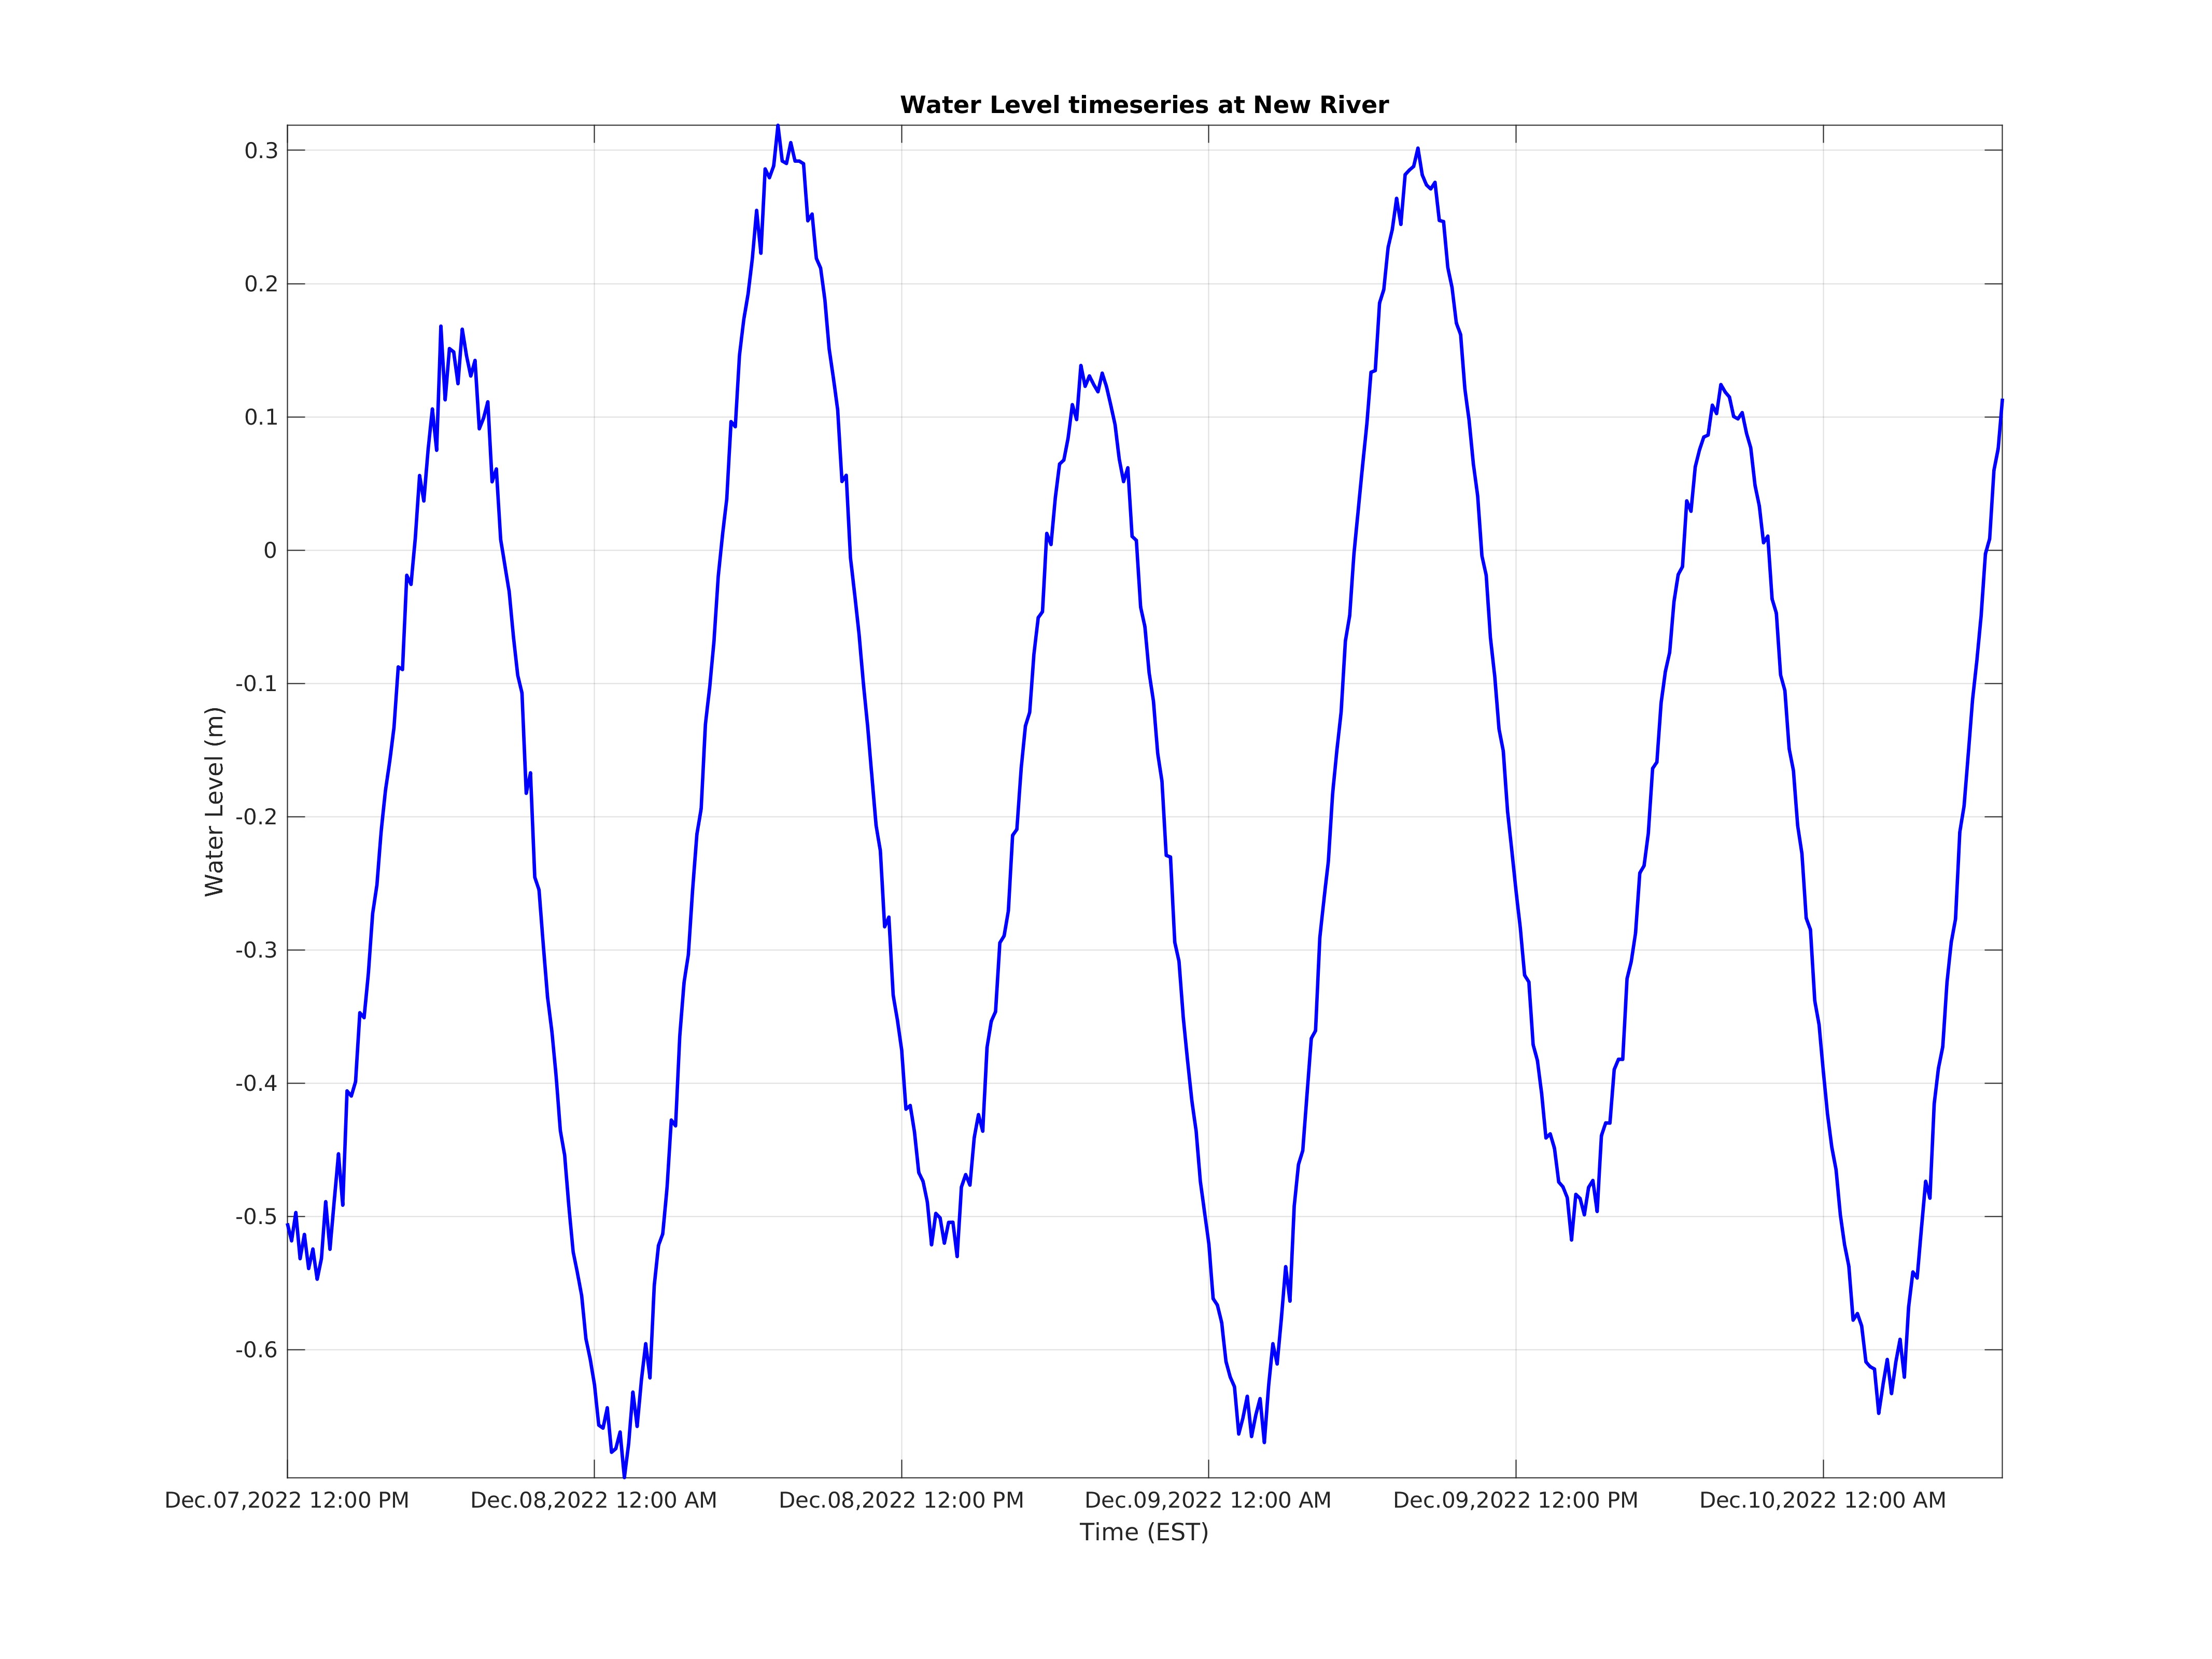 Water Level timeseries at New River
0.3
0.2
0.1
0
-0.1
-0.2
-0.3
-0.4
-0.5
-0.6
Water Level (m)
Dec.07,2022 12:00 PM Dec.08,2022 12:00 AM Dec.08,2022 12:00 PM Dec.09,2022 12:00 AM Dec.09,2022 12:00 PM Dec.10,2022 12:00 AM
Time (EST)